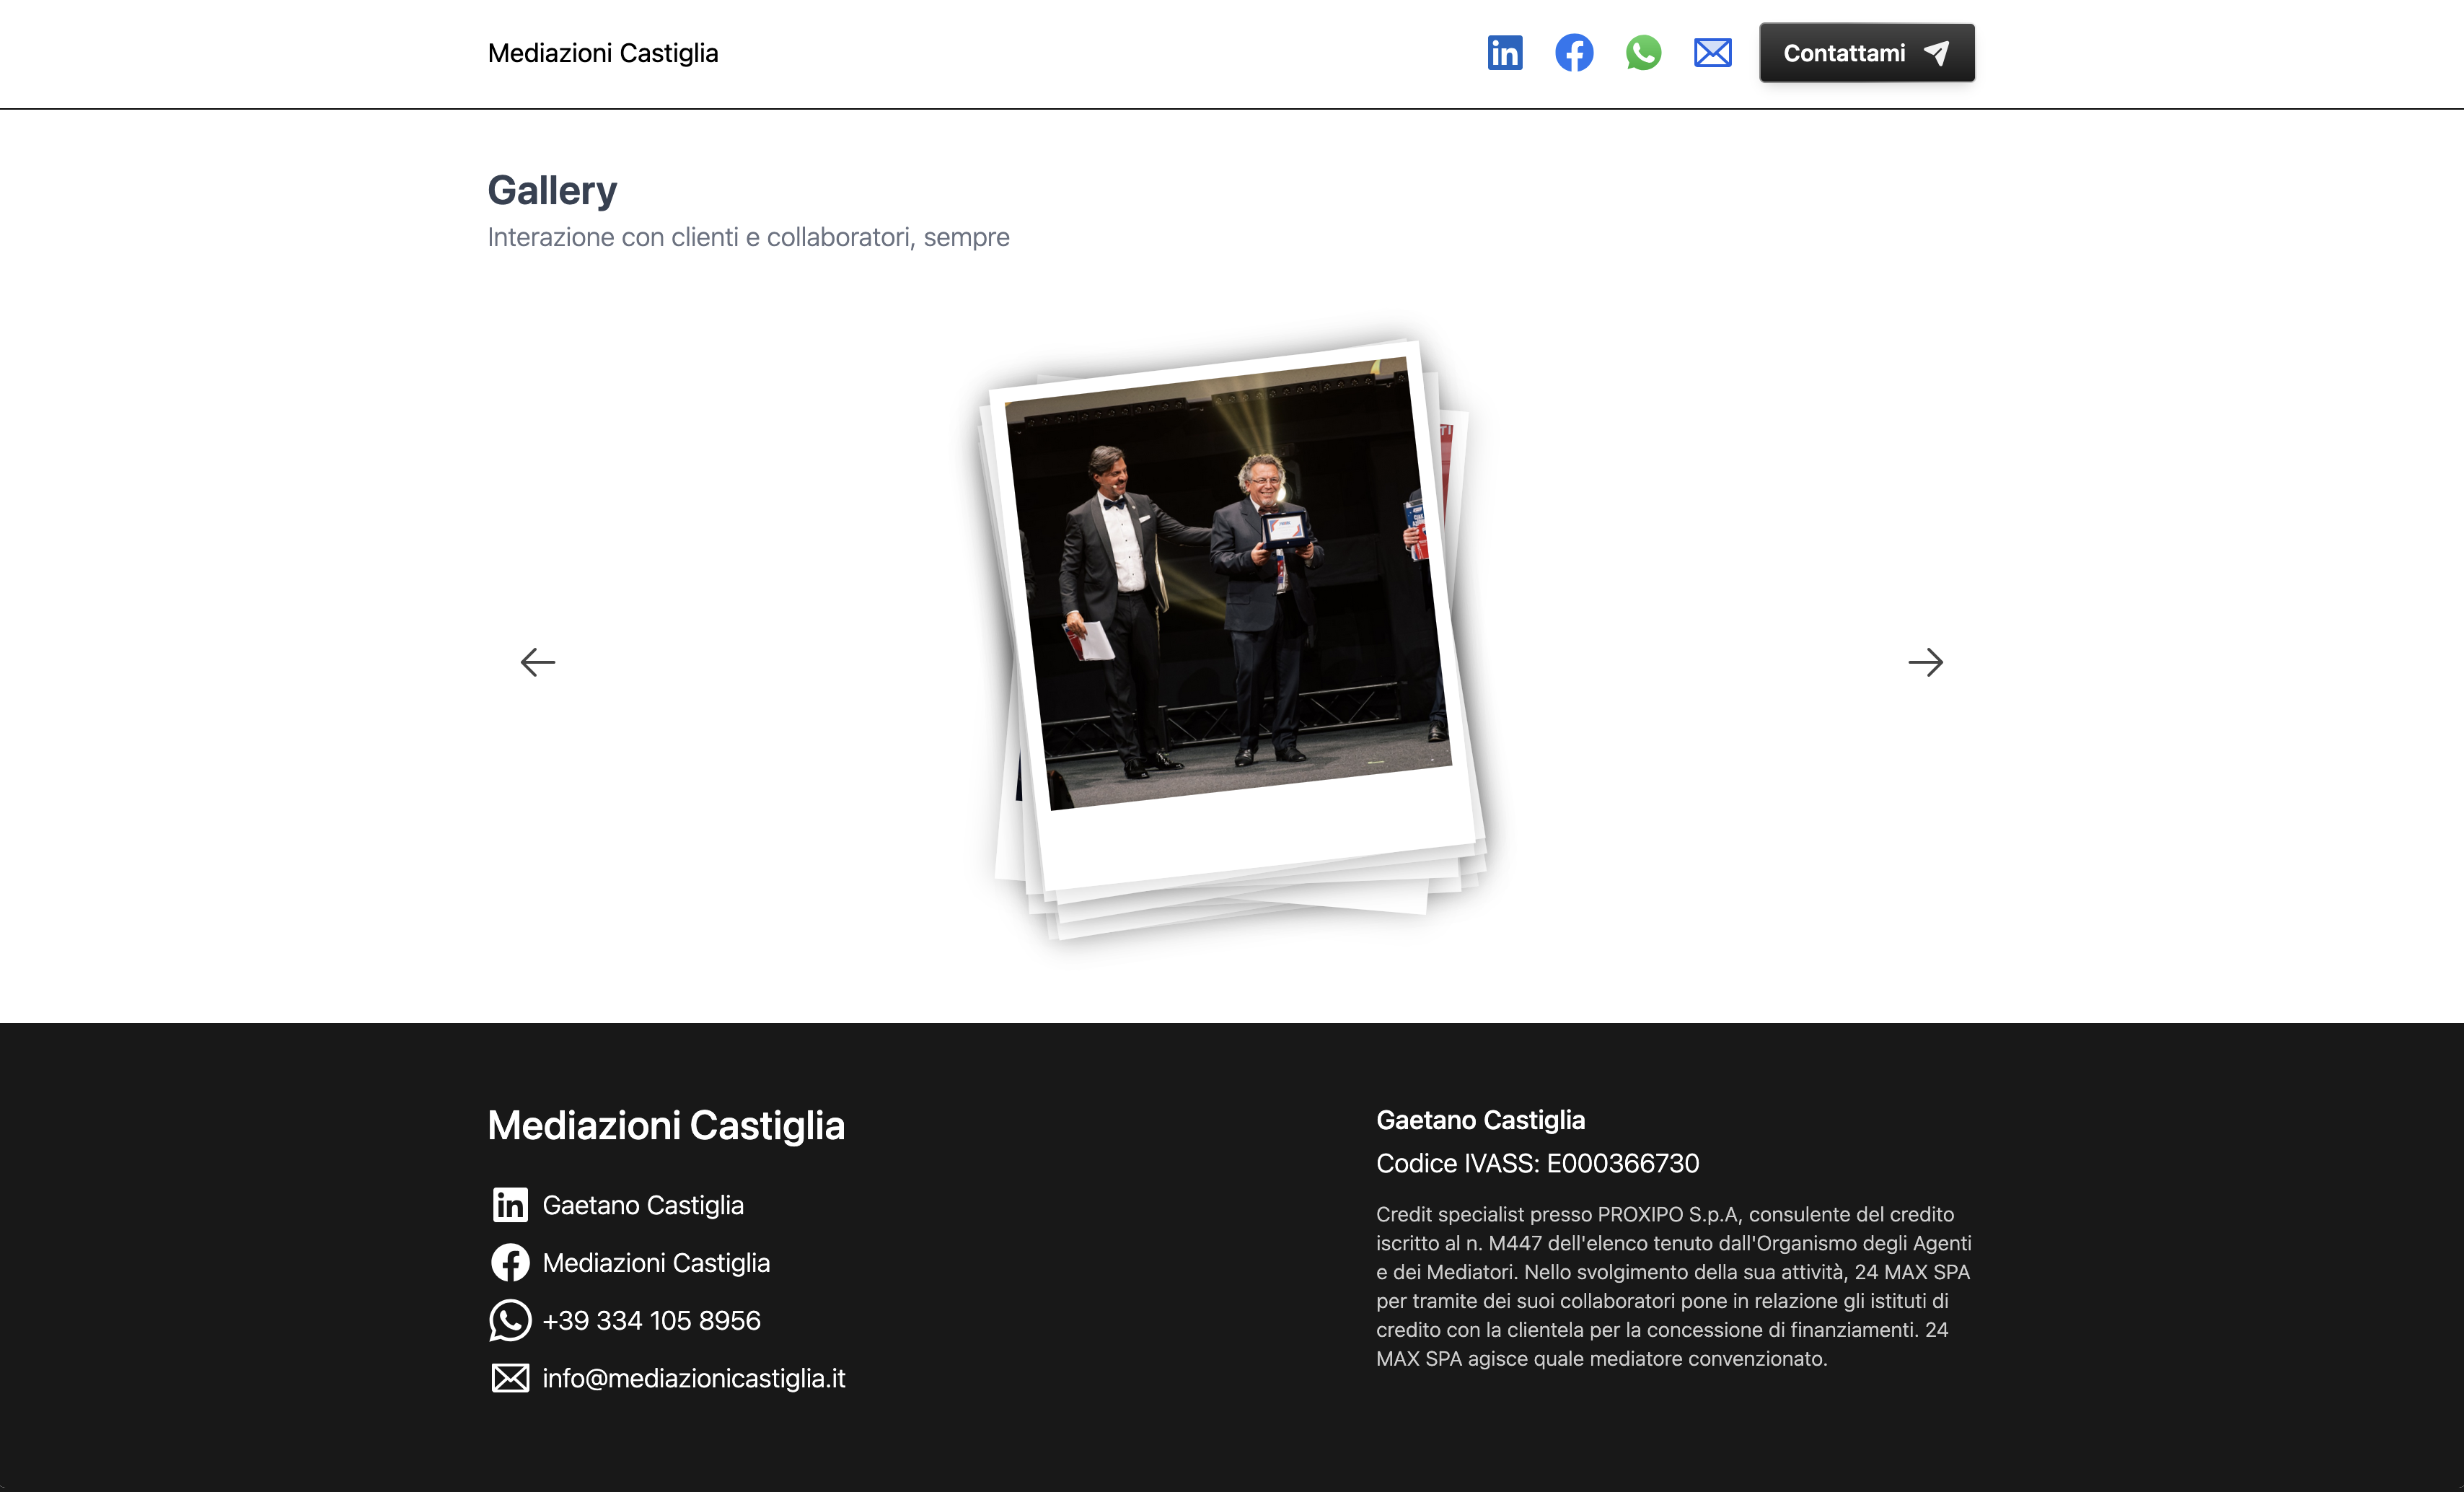 Mediazioni Castiglia
Contattami
Gallery
Interazione con clienti e collaboratori, sempre
Mediazioni Castiglia
Gaetano Castiglia
Mediazioni Castiglia
+39 334 105 8956
info@mediazionicastiglia.it
Gaetano Castiglia
Codice IVASS: E000366730
Credit specialist presso PROXIPO S.p.A, consulente del credito
iscritto al n. M447 dell'elenco tenuto dall'Organismo degli Agenti
e dei Mediatori. Nello svolgimento della sua attività, 24 MAX SPA
per tramite dei suoi collaboratori pone in relazione gli istituti di
credito con la clientela per la concessione di finanziamenti. 24
MAX SPA agisce quale mediatore convenzionato.